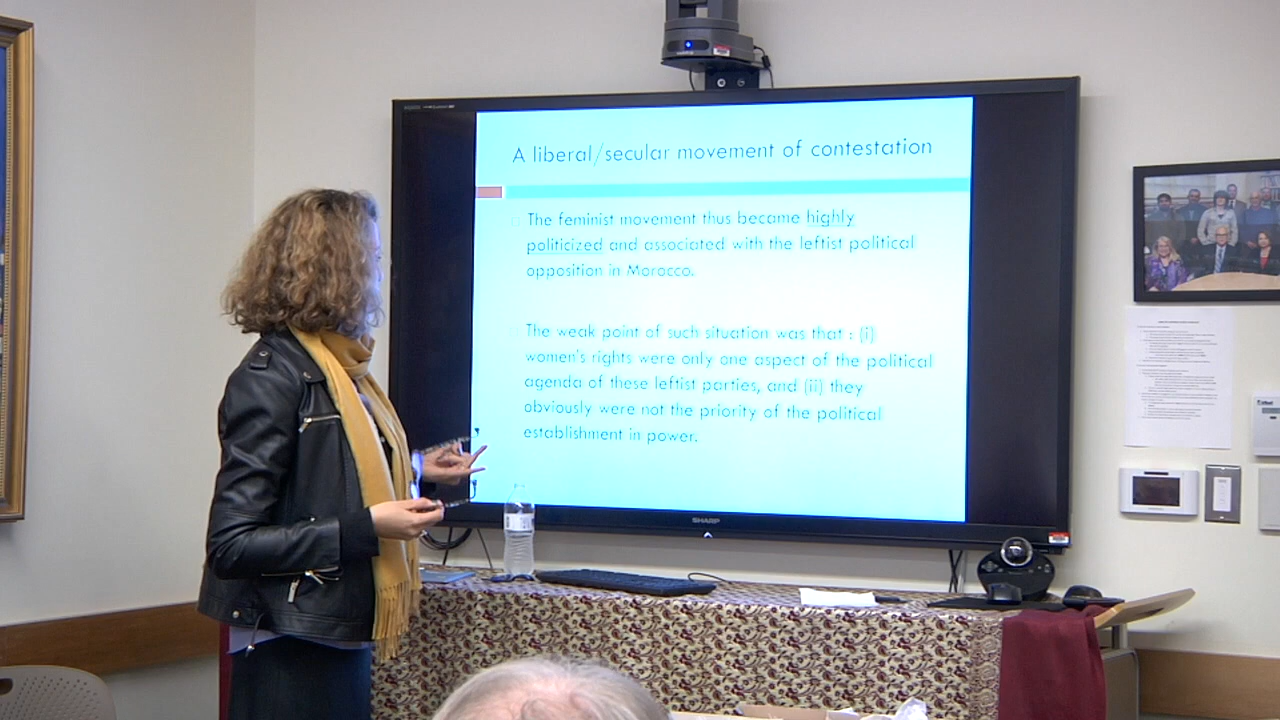 A liberal/secular movement of contestation
The feminist movement thus became highly
politicized and associated with the leftist political
opposition in Morocco.
The weak point of such situation was that : (i)
women's rights were only one aspect of the political
agenda of these leftist parties, and (ii) they
obviously were not the priority of the political
establishment in power.
SHARP